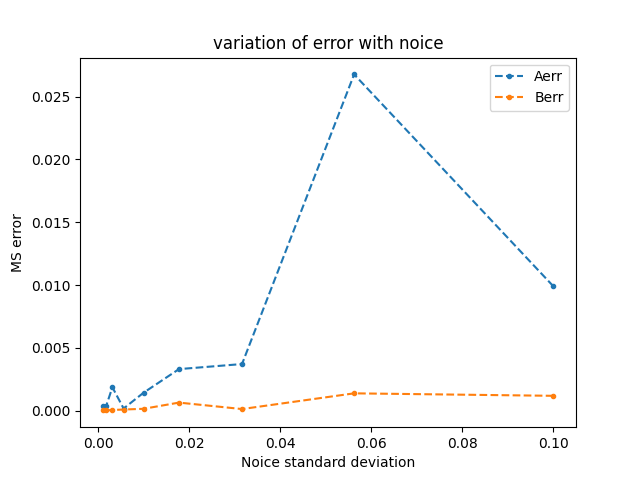 variation of error with noice
Aerr
Berr
MS error
0.025
0.020
0.015
0.010
0.005
0.000
0.00 0.02 0.04 0.06 0.08 0.10
Noice standard deviation